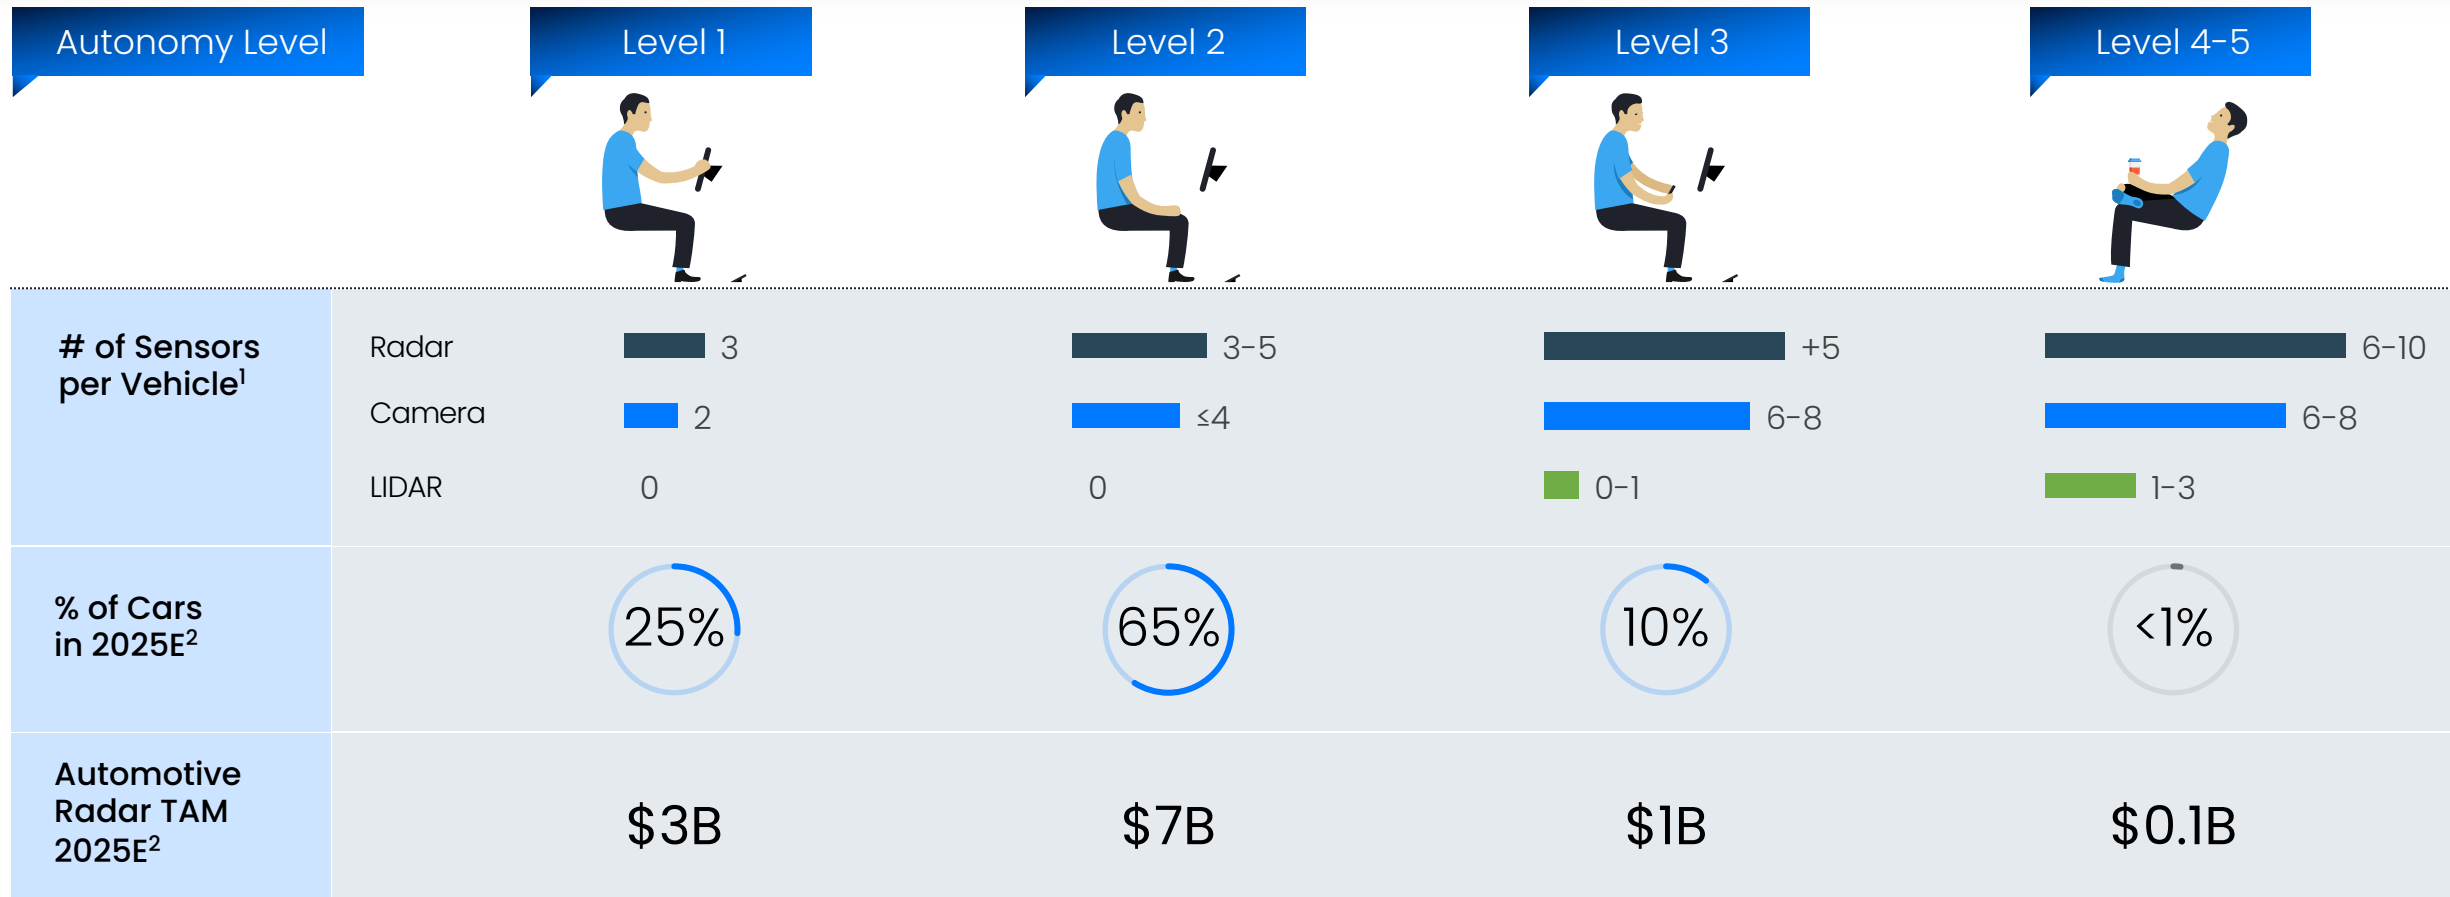 Autonomy Level Level 1 Level 2 Level 3 Level 4-5
# of Sensors
per Vehicle1
Radar 3 3-5 +5 6-10
Camera 2 ≤4 6-8 6-8
LIDAR 0 0 0-1 1-3
% of Cars
in 2025E2
25% 65% 10% <1%
Automotive
Radar TAM
2025E2
$3B $7B $1B $0.1B